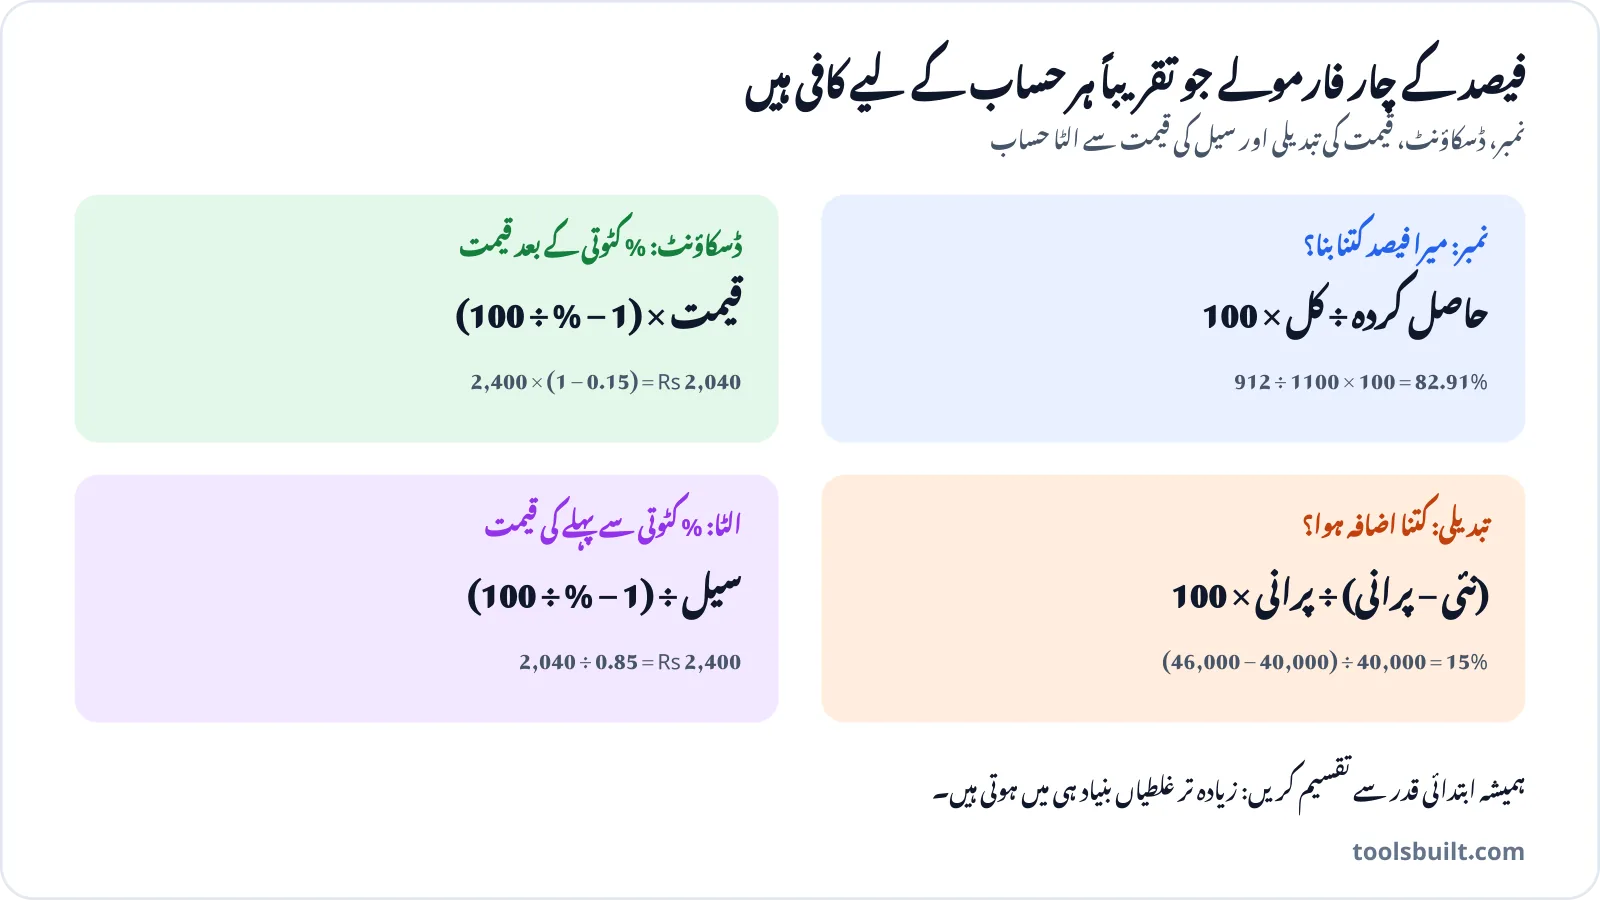 فیصد کے چار فارمولے جو تقریباً ہر حساب کے لیے کافی ہیں
نمبر، ڈسکاؤنٹ، قیمت کی تبدیلی اور سیل کی قیمت سے الٹا حساب
نمبر: میرا فیصد کتنا بنا؟
حاصل کردہ ÷ کل × 100
912 ÷ 1100 × 100 = 82.91%
ڈسکاؤنٹ: % کٹوتی کے بعد قیمت
قیمت × (1 − % ÷ 100)
2,400 × (1 − 0.15) = Rs 2,040
تبدیلی: کتنا اضافہ ہوا؟
(نئی − پرانی) ÷ پرانی × 100
(46,000 − 40,000) ÷ 40,000 = 15%
الٹا: % کٹوتی سے پہلے کی قیمت
سیل ÷ (1 − % ÷ 100)
2,040 ÷ 0.85 = Rs 2,400
ہمیشہ ابتدائی قدر سے تقسیم کریں: زیادہ تر غلطیاں بنیاد ہی میں ہوتی ہیں۔
toolsbuilt.com